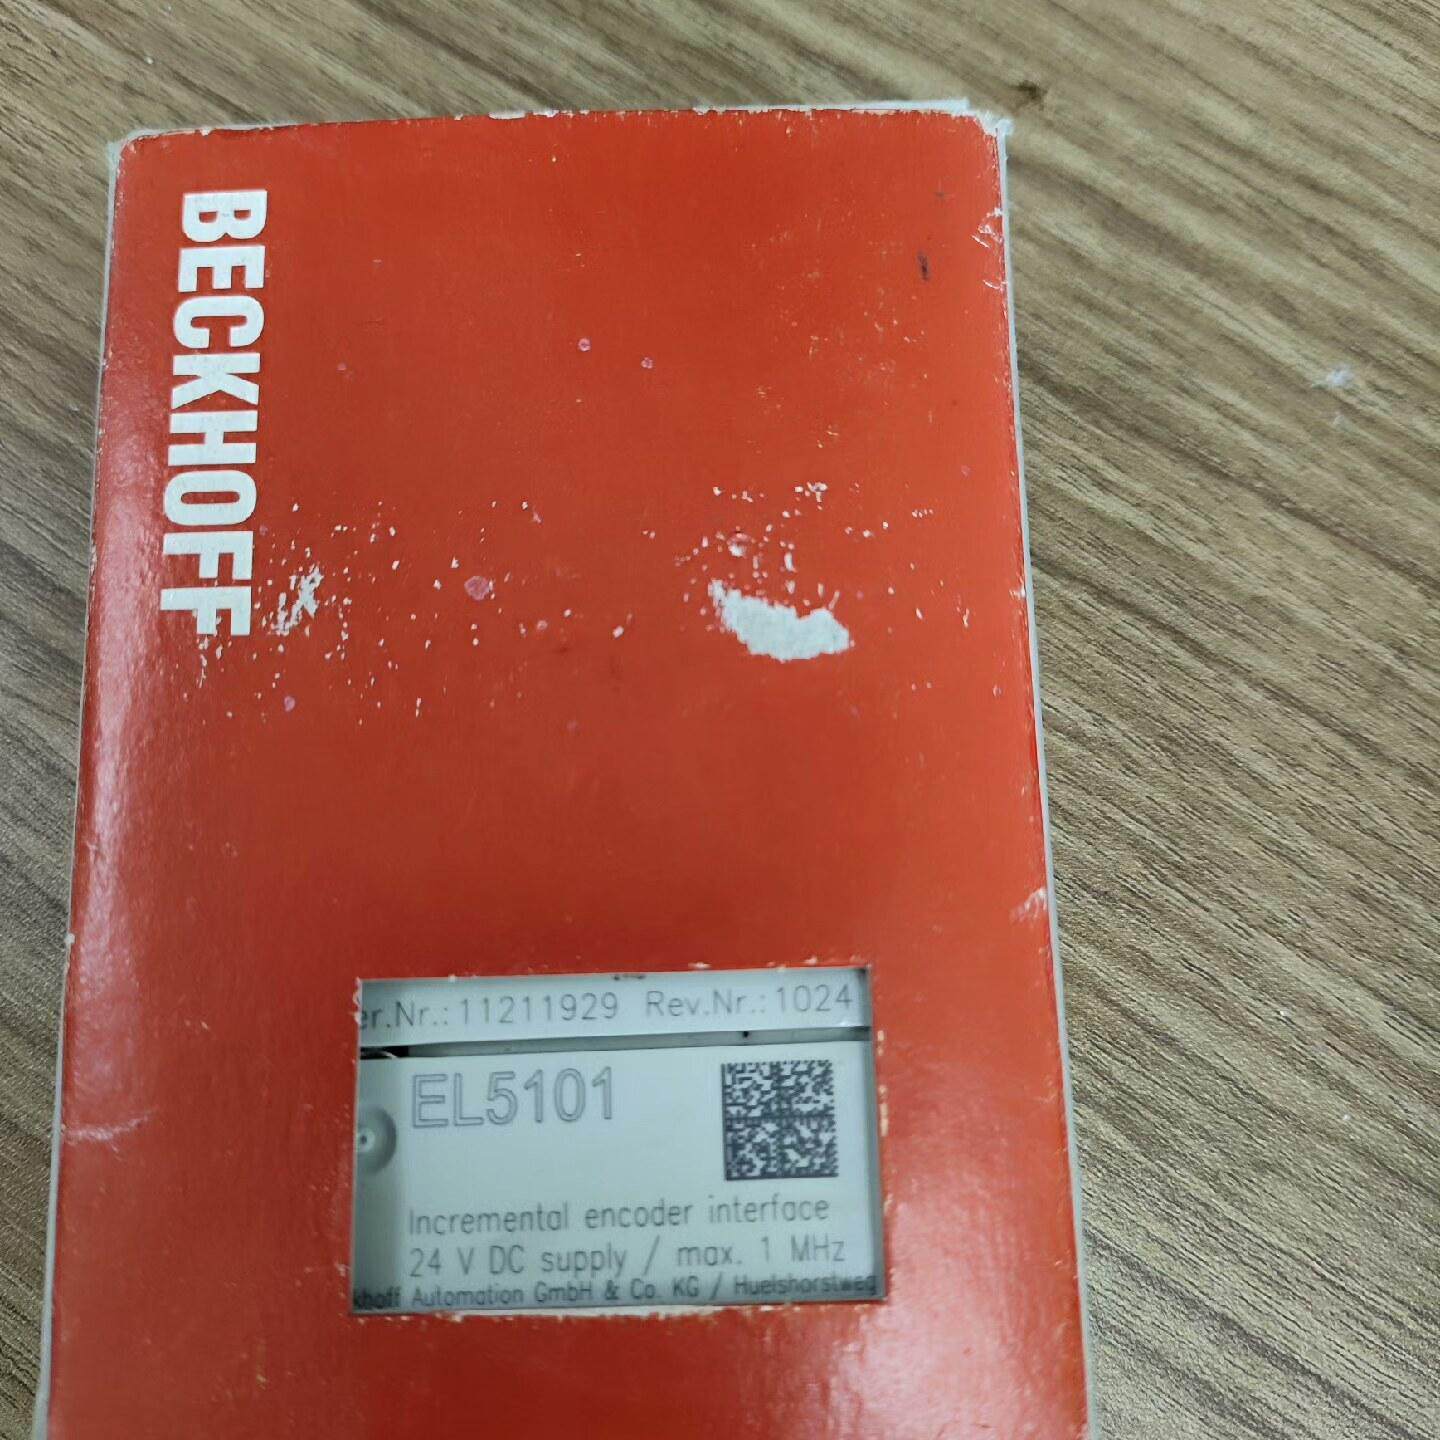 BECKHOFF
er.Nr.: 11211929 Rev.Nr.: 1024
EL5101
Incremental encoder interface
24 V DC supply / max. 1 MHz
khoff Automation GmbH & Co. KG / Huelshorstweg